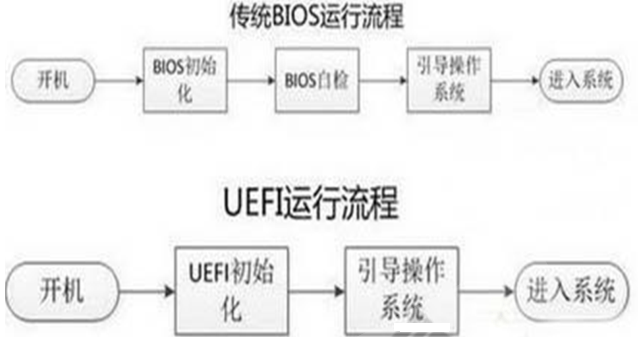 传统BIOS运行流程
开机
BIOS初始
化
BIOS自检
引导操作
系统
进入系统
UEFI运行流程
开机
UEFI初始
化
引导操作
系统
进入系统